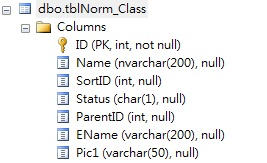 dbo.tblNorm_Class
Columns
ID (PK, int, not null)
Name (nvarchar(200), null)
SortID (int, null)
Status (char(1), null)
ParentID (int, null)
EName (varchar(200), null)
Pic1 (varchar(50), null)